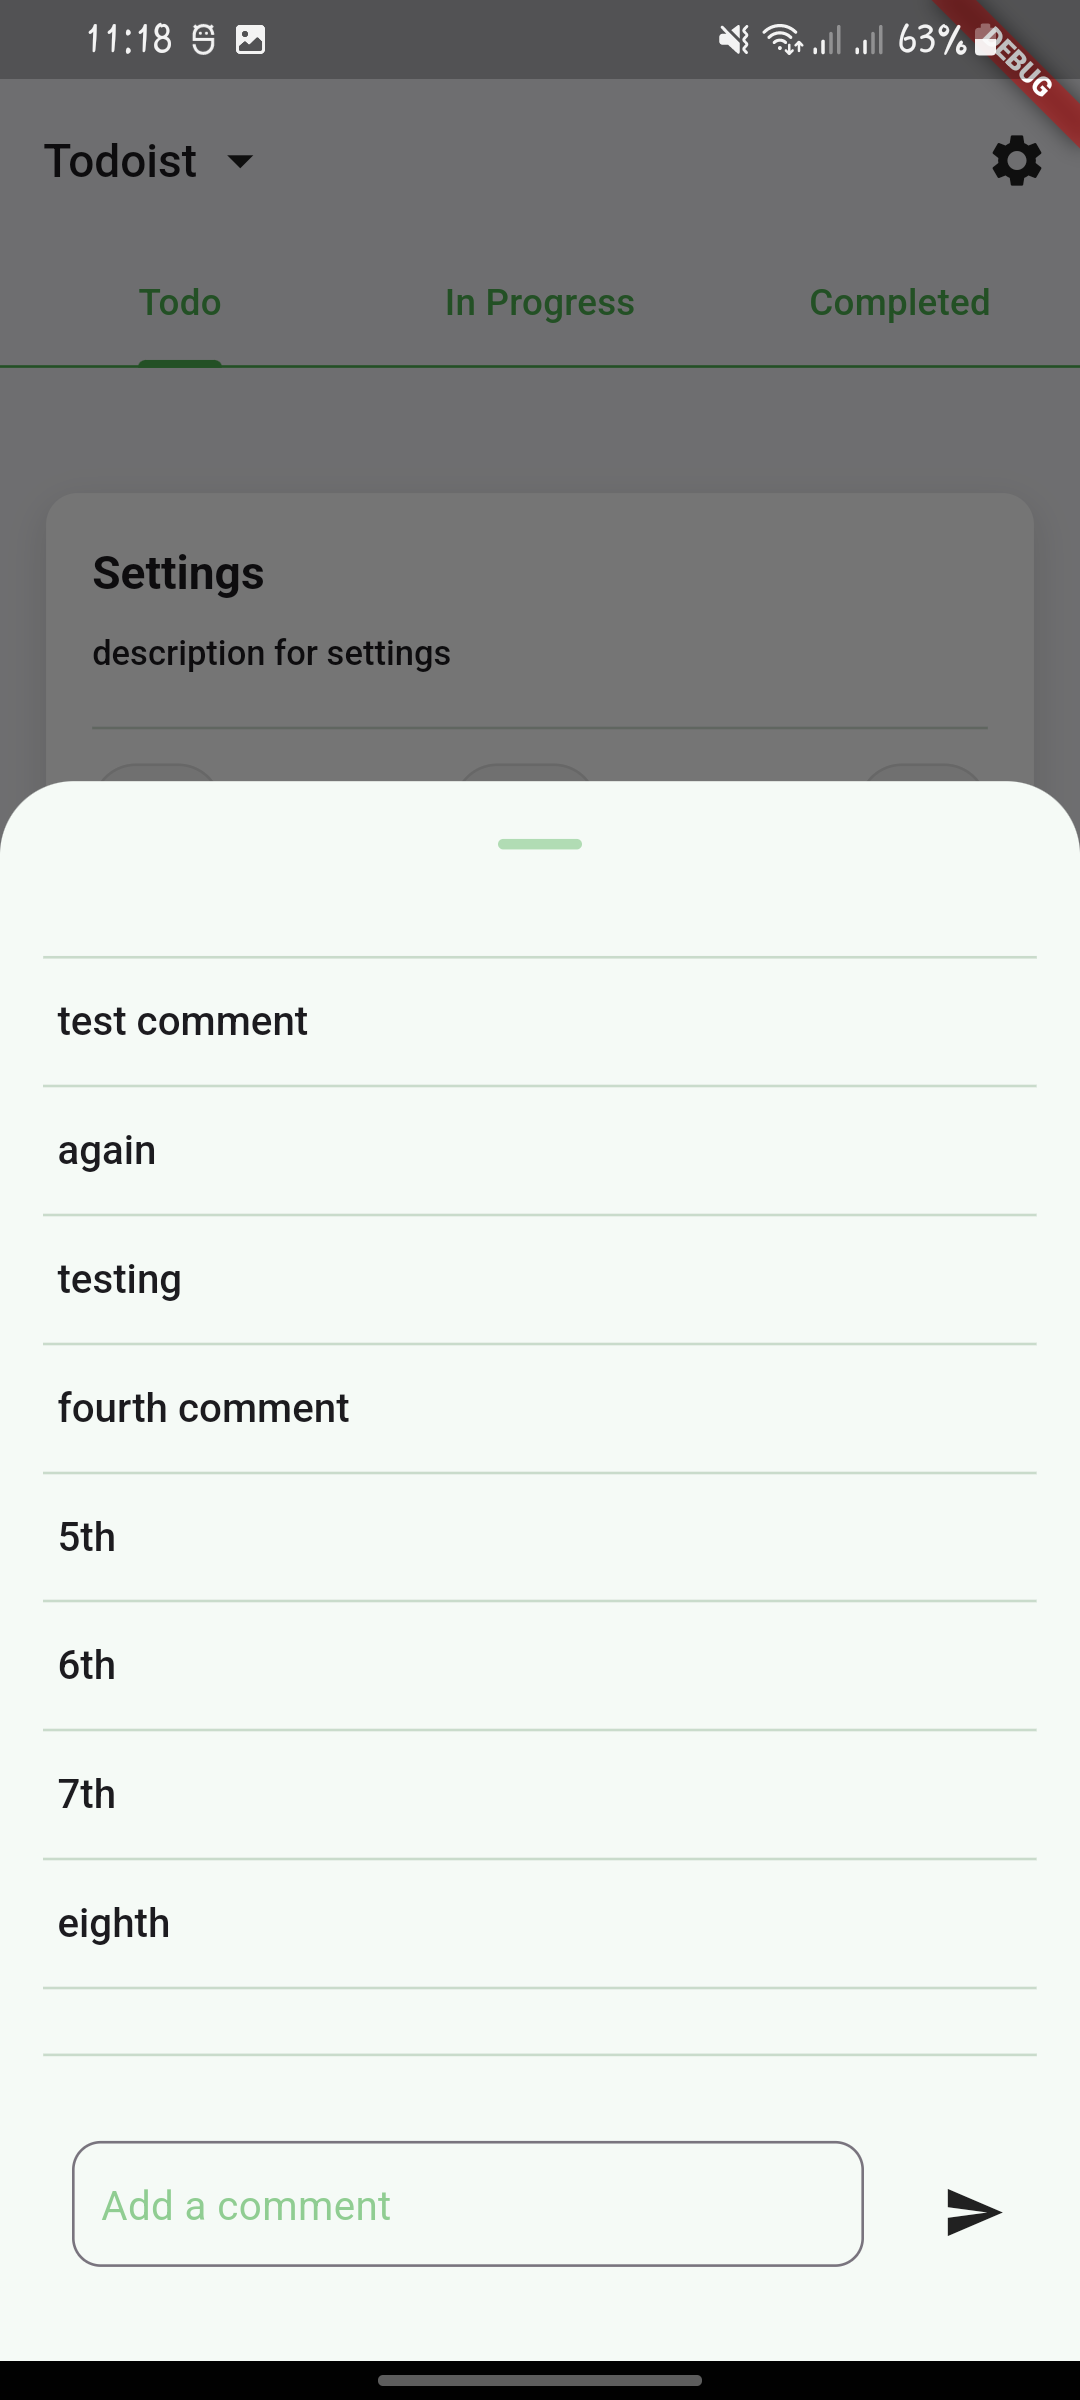 11:18
63%
DEBUG
Todoist
Todo In Progress Completed
Settings
description for settings
test comment
again
testing
fourth comment
5th
6th
7th
eighth
Add a comment